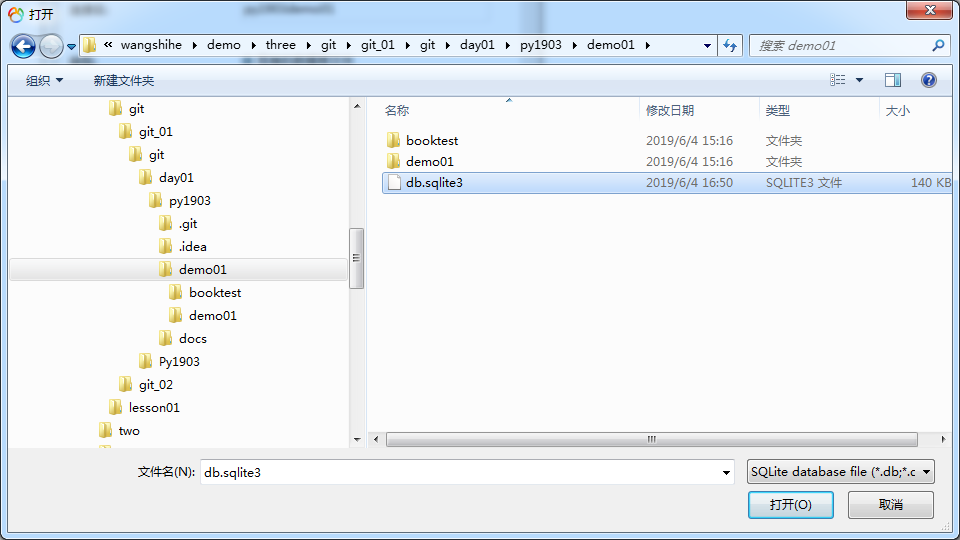 打开
« wangshihe demo three git git_01 git day01 py1903 demo01
搜索 demo01
组织 新建文件夹
git
git_01
git
day01
py1903
.git
.idea
demo01
booktest
demo01
docs
Py1903
git_02
lesson01
two
名称 修改日期 类型 大小
booktest 2019/6/4 15:16 文件夹
demo01 2019/6/4 15:16 文件夹
db.sqlite3 2019/6/4 16:50 SQLITE3 文件 140 KB
文件名(N): db.sqlite3 SQLite database file (*.db;*.c
打开(O) 取消